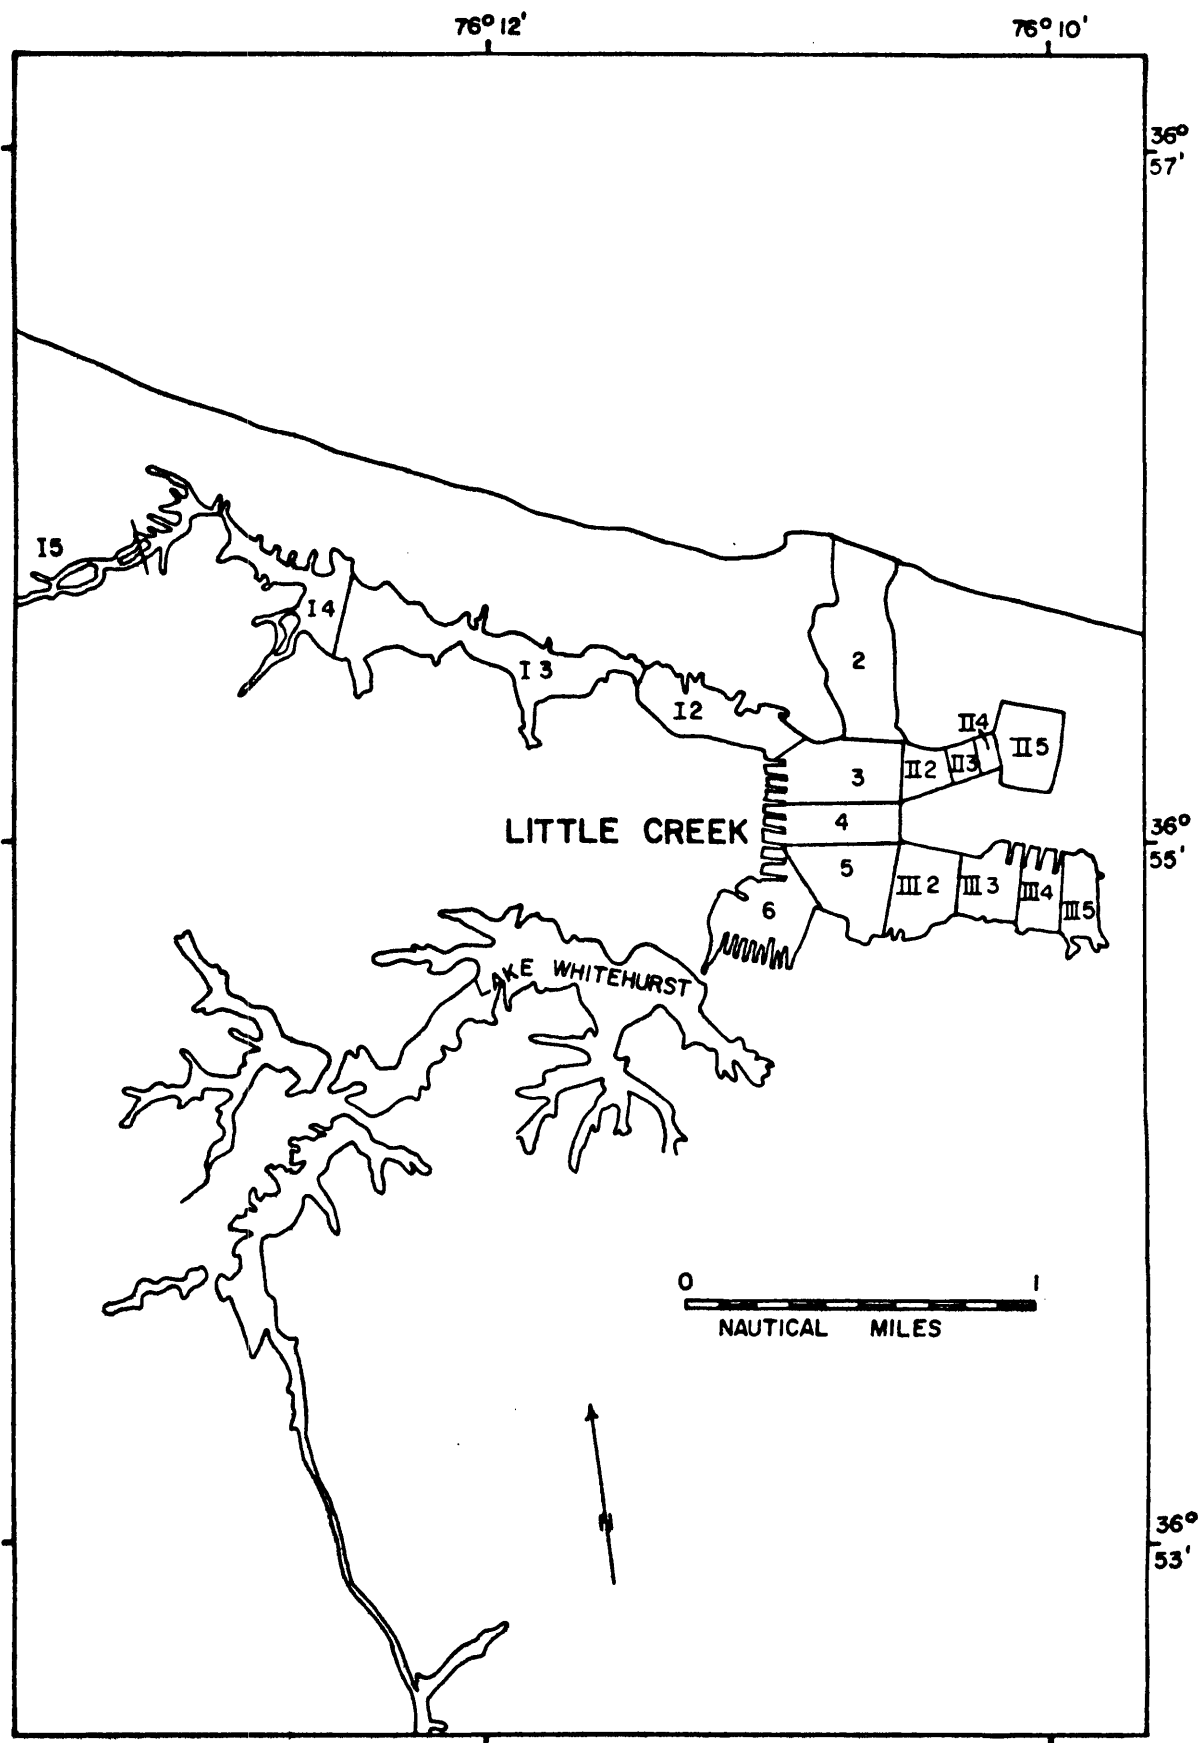 76° 12' 76° 10'
36°
57'
I5
I4
I3
2
I2
II4
II5
3
II2
II3
LITTLE CREEK
4
36°
55'
5
III2
III3
III4
III5
6
LAKE WHITEHURST
0 1
NAUTICAL MILES
N
36°
53'